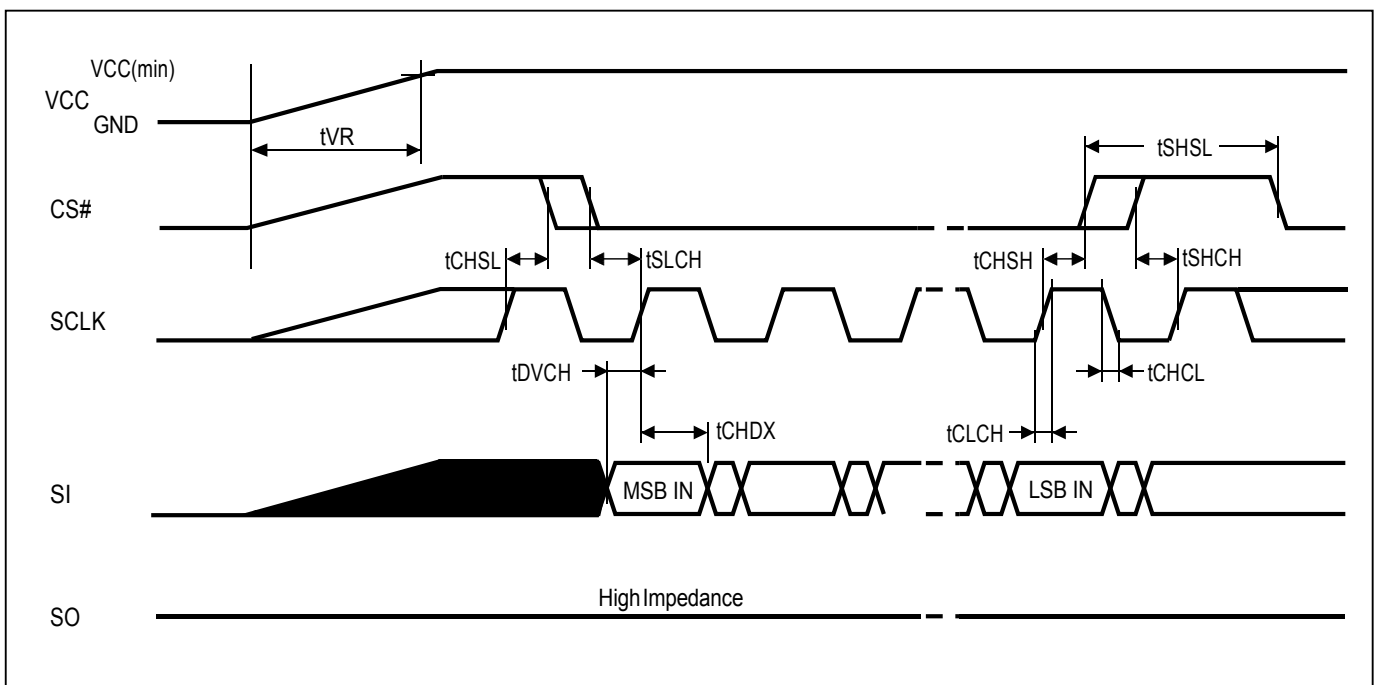 VCC(min)
VCC
GND
tVR
tSHSL
CS#
tCHSL
tSLCH
tCHSH
tSHCH
SCLK
tDVCH
tCHCL
tCHDX
tCLCH
SI
MSB IN
LSB IN
High Impedance
SO